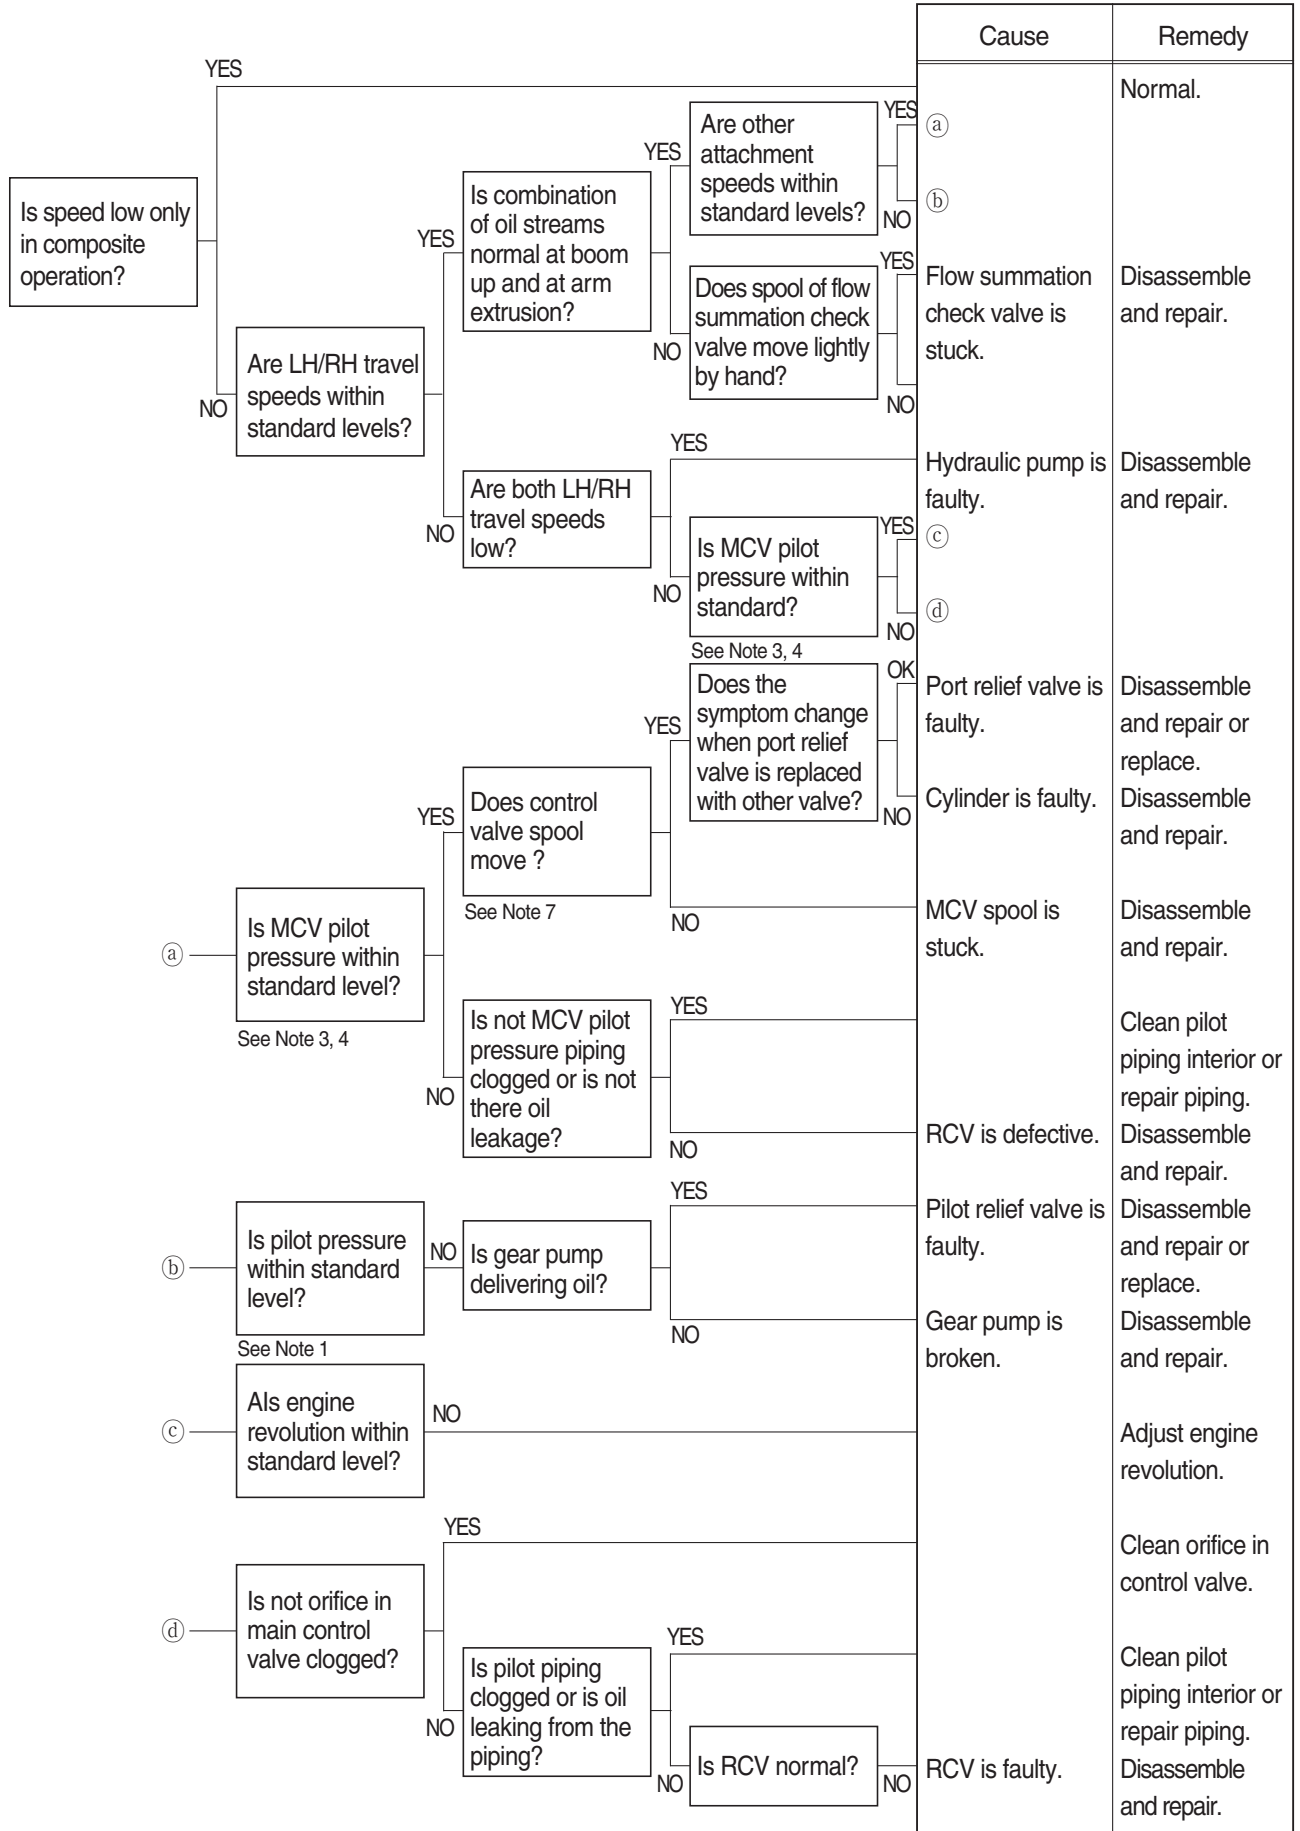 Cause
Remedy
YES
Normal.
Is speed low only
in composite
operation?
NO
Are LH/RH travel
speeds within
standard levels?
YES
Is combination
of oil streams
normal at boom
up and at arm
extrusion?
YES
Are other
attachment
speeds within
standard levels?
YES
ⓐ
NO
ⓑ
NO
Does spool of flow
summation check
valve move lightly
by hand?
YES
Flow summation
check valve is
stuck.
Disassemble
and repair.
NO
NO
Are both LH/RH
travel speeds
low?
YES
Hydraulic pump is
faulty.
Disassemble
and repair.
NO
Is MCV pilot
pressure within
standard?
See Note 3, 4
YES
ⓒ
NO
ⓓ
ⓐ
Is MCV pilot
pressure within
standard level?
See Note 3, 4
YES
Does control
valve spool
move ?
See Note 7
YES
Does the
symptom change
when port relief
valve is replaced
with other valve?
OK
Port relief valve is
faulty.
Disassemble
and repair or
replace.
NO
Cylinder is faulty.
Disassemble
and repair.
NO
MCV spool is
stuck.
Disassemble
and repair.
NO
Is not MCV pilot
pressure piping
clogged or is not
there oil
leakage?
YES
Clean pilot
piping interior or
repair piping.
NO
RCV is defective.
Disassemble
and repair.
ⓑ
Is pilot pressure
within standard
level?
See Note 1
NO
Is gear pump
delivering oil?
YES
Pilot relief valve is
faulty.
Disassemble
and repair or
replace.
NO
Gear pump is
broken.
Disassemble
and repair.
ⓒ
AIs engine
revolution within
standard level?
NO
Adjust engine
revolution.
ⓓ
Is not orifice in
main control
valve clogged?
YES
Clean orifice in
control valve.
NO
Is pilot piping
clogged or is oil
leaking from the
piping?
YES
Clean pilot
piping interior or
repair piping.
NO
Is RCV normal?
NO
RCV is faulty.
Disassemble
and repair.